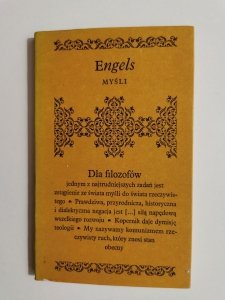 Engels
MYŚLI
Dla filozofów
jednym z najtrudniejszych zadań jest
zstąpienie ze świata myśli do świata rzeczywis-
tego • Prawdziwa, przyrodnicza, historyczna
i dialektyczna negacja jest [...] siłą napędową
wszelkiego rozwoju • Kopernik daje dymisję
teologii • My nazywamy komunizmem rze-
czywisty ruch, który znosi stan
obecny